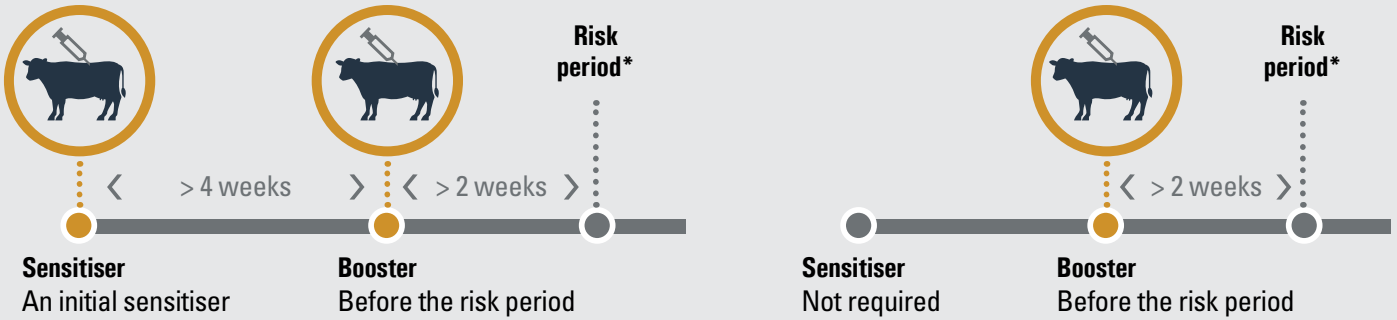 Risk
period*
> 4 weeks
> 2 weeks
Sensitiser
An initial sensitiser
Booster
Before the risk period
Risk
period*
> 2 weeks
Sensitiser
Not required
Booster
Before the risk period